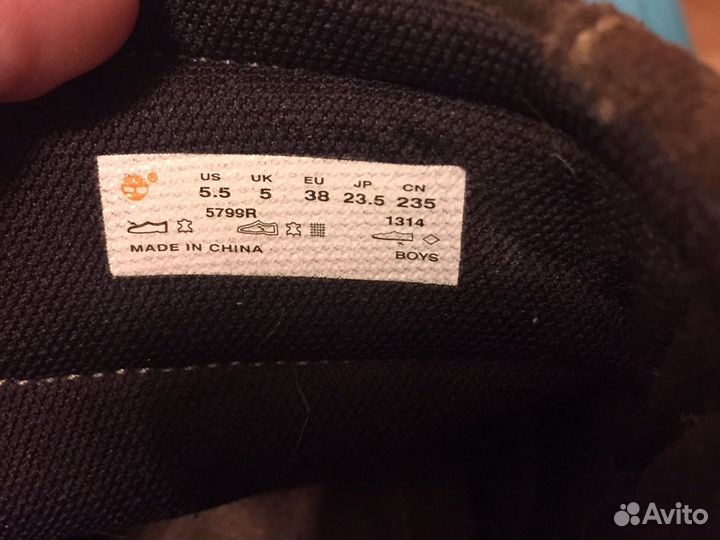 US UK EU JP CN
5.5 5 38 23.5 235
5799R 1314
MADE IN CHINA BOYS
Avito